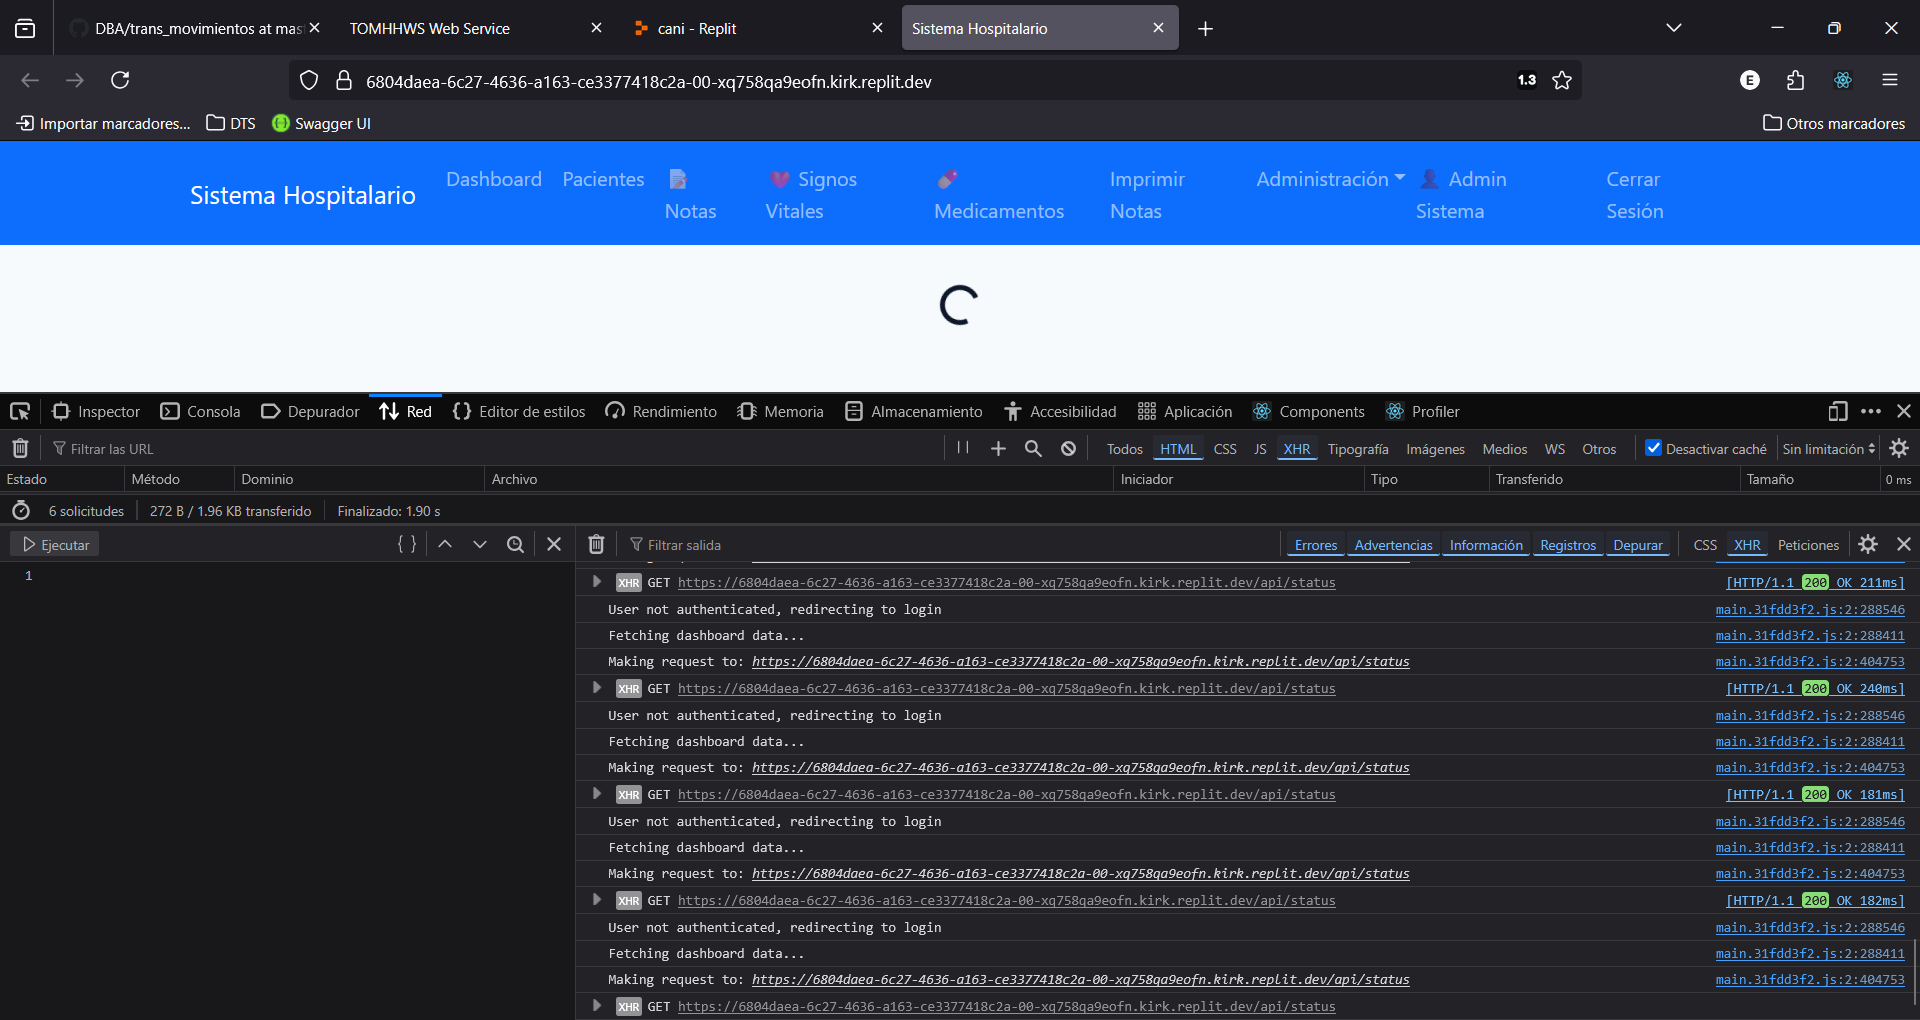 DBA/trans_movimientos at mas
TOMHHWS Web Service
cani - Replit
Sistema Hospitalario
6804daea-6c27-4636-a163-ce3377418c2a-00-xq758qa9eofn.kirk.replit.dev
1.3
E
Importar marcadores...
DTS
Swagger UI
Otros marcadores
Sistema Hospitalario
Dashboard
Pacientes
Notas
Signos Vitales
Medicamentos
Imprimir Notas
Administración
Admin Sistema
Cerrar Sesión
Inspector
Consola
Depurador
Red
Editor de estilos
Rendimiento
Memoria
Almacenamiento
Accesibilidad
Aplicación
Components
Profiler
Filtrar las URL
Todos
HTML
CSS
JS
XHR
Tipografía
Imágenes
Medios
WS
Otros
Desactivar caché
Sin limitación
Estado
Método
Dominio
Archivo
Iniciador
Tipo
Transferido
Tamaño
0 ms
6 solicitudes
272 B / 1.96 KB transferido
Finalizado: 1.90 s
Ejecutar
{ }
Filtrar salida
Errores
Advertencias
Información
Registros
Depurar
CSS
XHR
Peticiones
1
XHR GET https://6804daea-6c27-4636-a163-ce3377418c2a-00-xq758qa9eofn.kirk.replit.dev/api/status [HTTP/1.1 200 OK 211ms]
User not authenticated, redirecting to login main.31fdd3f2.js:2:288546
Fetching dashboard data... main.31fdd3f2.js:2:288411
Making request to: https://6804daea-6c27-4636-a163-ce3377418c2a-00-xq758qa9eofn.kirk.replit.dev/api/status main.31fdd3f2.js:2:404753
XHR GET https://6804daea-6c27-4636-a163-ce3377418c2a-00-xq758qa9eofn.kirk.replit.dev/api/status [HTTP/1.1 200 OK 240ms]
User not authenticated, redirecting to login main.31fdd3f2.js:2:288546
Fetching dashboard data... main.31fdd3f2.js:2:288411
Making request to: https://6804daea-6c27-4636-a163-ce3377418c2a-00-xq758qa9eofn.kirk.replit.dev/api/status main.31fdd3f2.js:2:404753
XHR GET https://6804daea-6c27-4636-a163-ce3377418c2a-00-xq758qa9eofn.kirk.replit.dev/api/status [HTTP/1.1 200 OK 181ms]
User not authenticated, redirecting to login main.31fdd3f2.js:2:288546
Fetching dashboard data... main.31fdd3f2.js:2:288411
Making request to: https://6804daea-6c27-4636-a163-ce3377418c2a-00-xq758qa9eofn.kirk.replit.dev/api/status main.31fdd3f2.js:2:404753
XHR GET https://6804daea-6c27-4636-a163-ce3377418c2a-00-xq758qa9eofn.kirk.replit.dev/api/status [HTTP/1.1 200 OK 182ms]
User not authenticated, redirecting to login main.31fdd3f2.js:2:288546
Fetching dashboard data... main.31fdd3f2.js:2:288411
Making request to: https://6804daea-6c27-4636-a163-ce3377418c2a-00-xq758qa9eofn.kirk.replit.dev/api/status main.31fdd3f2.js:2:404753
XHR GET https://6804daea-6c27-4636-a163-ce3377418c2a-00-xq758qa9eofn.kirk.replit.dev/api/status